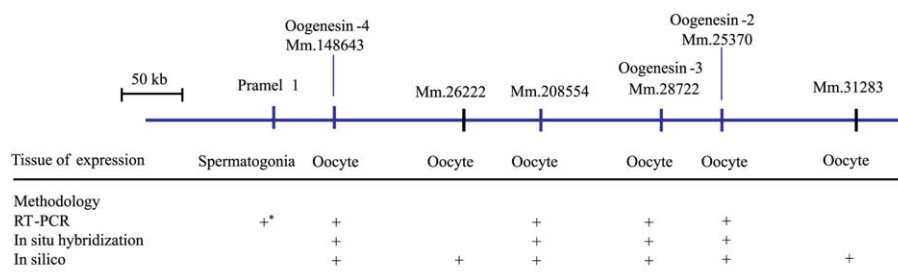 Oogenesin -4
Mm.148643
Oogenesin -2
Mm.25370
50 kb
Pramel 1
Mm.26222
Mm.208554
Oogenesin -3
Mm.28722
Mm.31283
Tissue of expression Spermatogonia Oocyte Oocyte Oocyte Oocyte Oocyte Oocyte
Methodology
RT-PCR +* + + + +
In situ hybridization + + + +
In silico + + + + + +